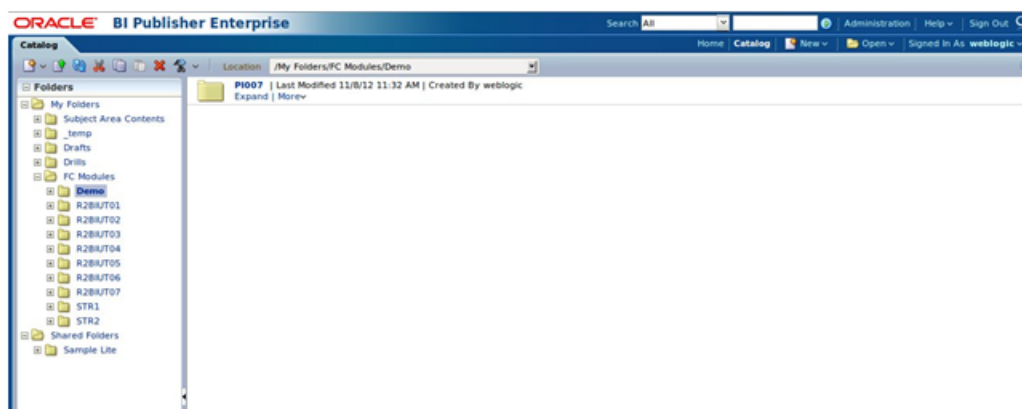 ORACLE BI Publisher Enterprise
Search All
Administration Help Sign Out
Catalog
Home Catalog New Open Signed In As weblogic
Location /My Folders/FC Modules/Demo
Folders
My Folders
Subject Area Contents
_temp
Drafts
Drills
FC Modules
Demo
R2BIUT01
R2BIUT02
R2BIUT03
R2BIUT04
R2BIUT05
R2BIUT06
R2BIUT07
STR1
STR2
Shared Folders
Sample Lite
PI007 | Last Modified 11/8/12 11:32 AM | Created By weblogic
Expand | More